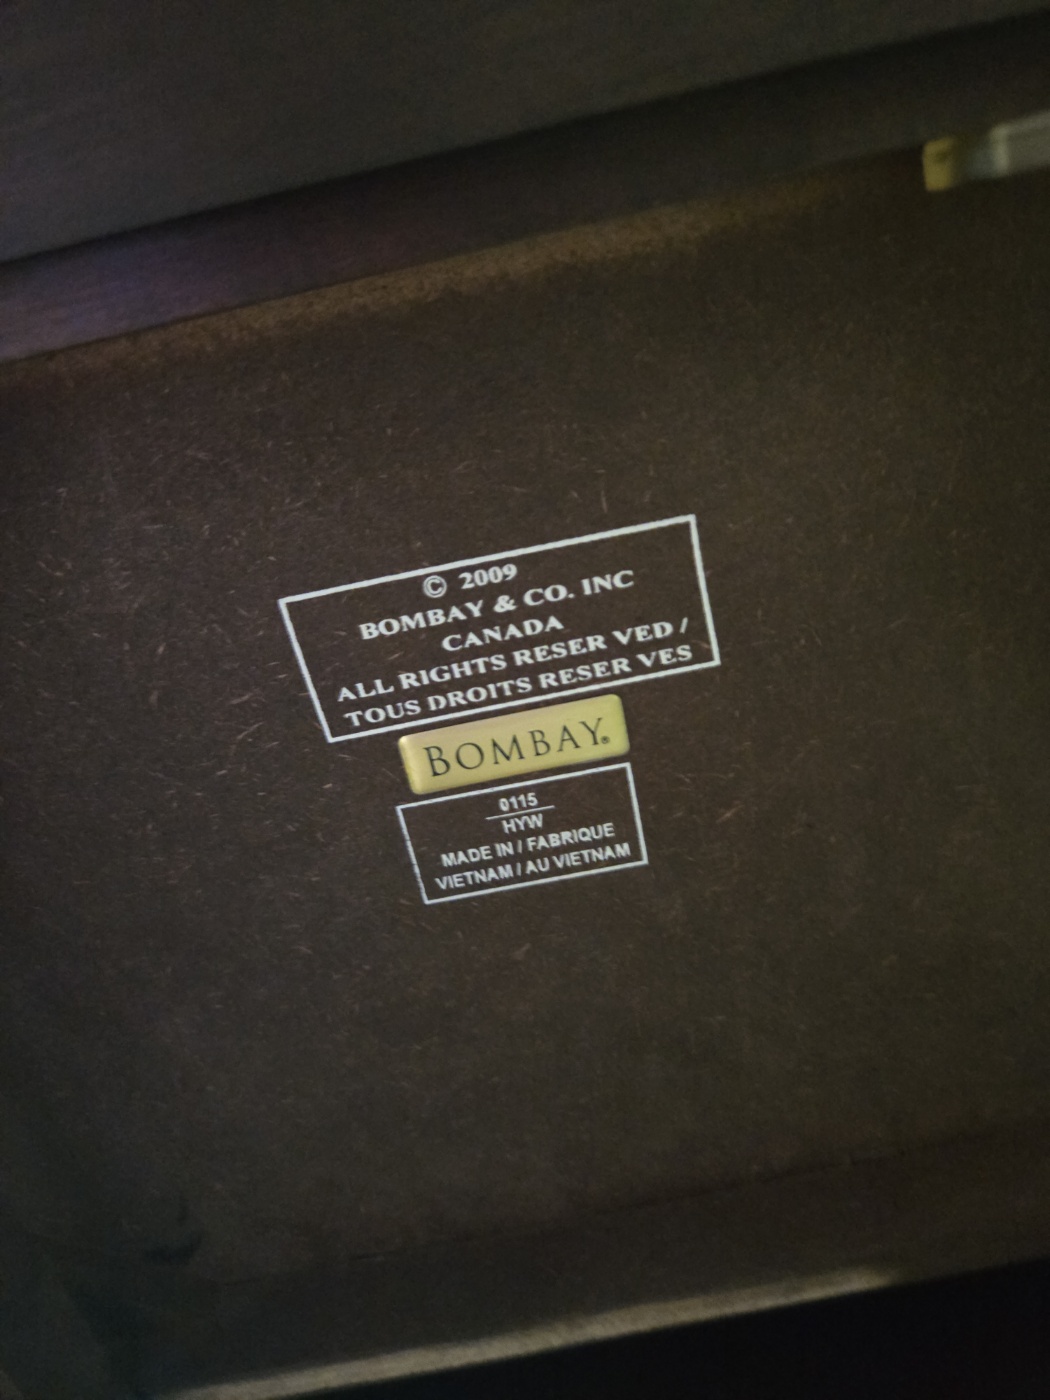 © 2009
BOMBAY & CO. INC
CANADA
ALL RIGHTS RESER VED /
TOUS DROITS RESER VES
BOMBAY®
0115
HYW
MADE IN / FABRIQUE
VIETNAM / AU VIETNAM